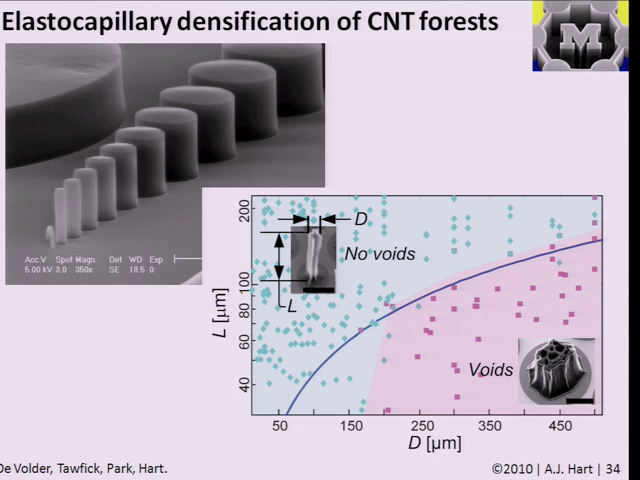 Elastocapillary densification of CNT forests
M
Acc.V Spot Magn Det WD Exp
5.00 kV 3.0 350x SE 18.5 0
200
100
80
60
40
L [µm]
D
L
No voids
Voids
50 150 250 350 450
D [µm]
De Volder, Tawfick, Park, Hart.
©2010 | A.J. Hart | 34